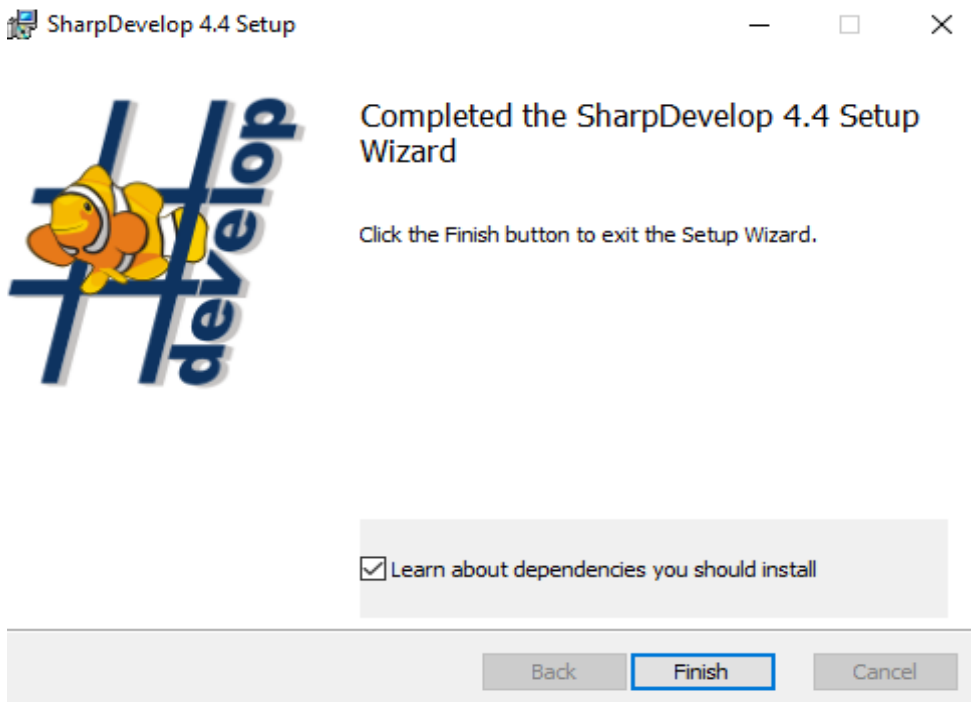 SharpDevelop 4.4 Setup
develop
Completed the SharpDevelop 4.4 Setup
Wizard
Click the Finish button to exit the Setup Wizard.
Learn about dependencies you should install
Back
Finish
Cancel